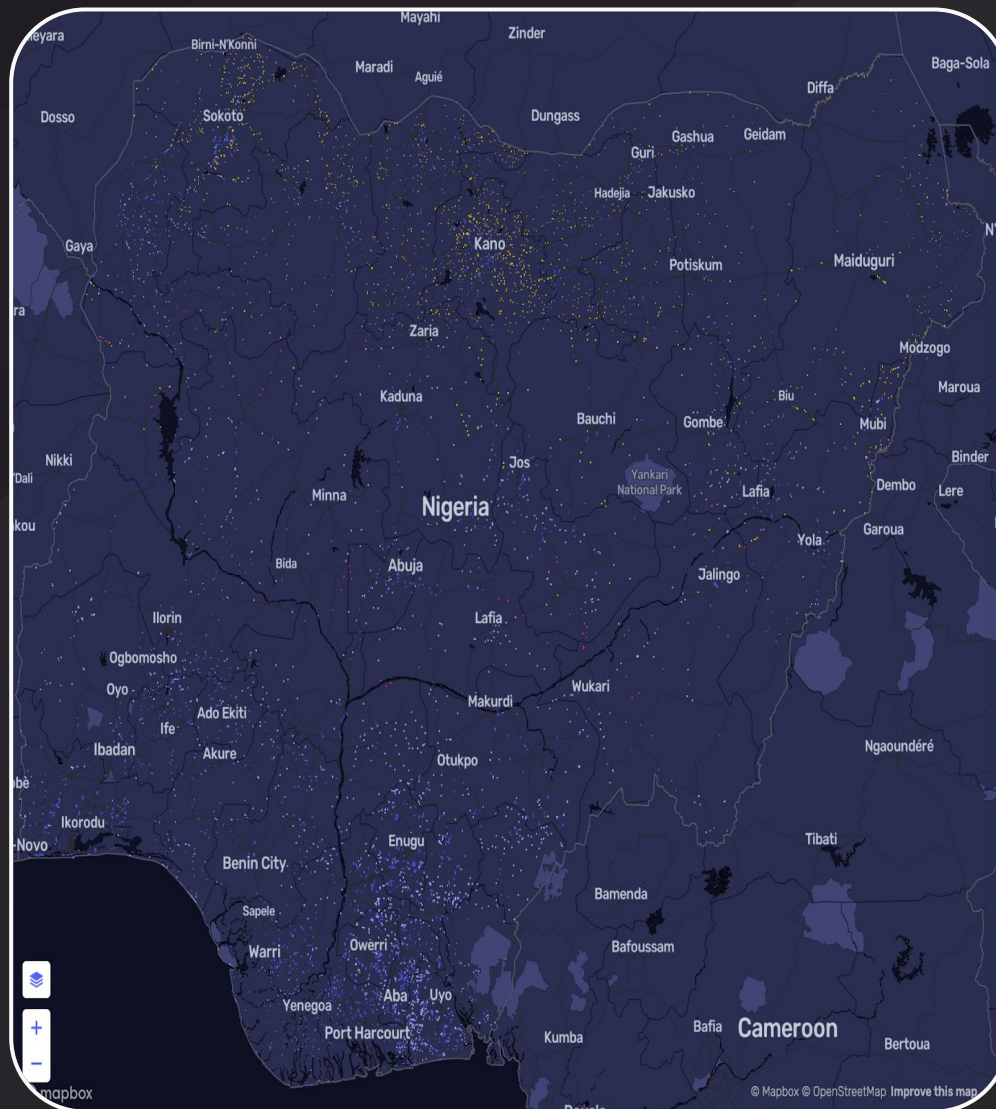 Mayahi
Zinder
Birni-N'Konni
Baga-Sola
Maradi
Aguié
Diffa
Dosso
Sokoto
Dungass
Gashua
Geidam
Guri
Hadejia
Jakusko
Gaya
Kano
Maiduguri
Potiskum
Zaria
Modzogo
Maroua
Kaduna
Biu
Bauchi
Gombe
Mubi
Nikki
Jos
Binder
Yankari
National Park
Minna
Nigeria
Lafia
Dembo
Lere
Garoua
Yola
Bida
Abuja
Jalingo
Ilorin
Lafia
Ogbomosho
Oyo
Wukari
Makurdi
Ado Ekiti
Ife
Ibadan
Akure
Otukpo
Ngaoundéré
Ikorodu
-Novo
Enugu
Tibati
Benin City
Bamenda
Sapele
Warri
Owerri
Bafoussam
Yenegoa
Aba
Uyo
Port Harcourt
Kumba
Bafia
Cameroon
Bertoua
mapbox
© Mapbox © OpenStreetMap Improve this map